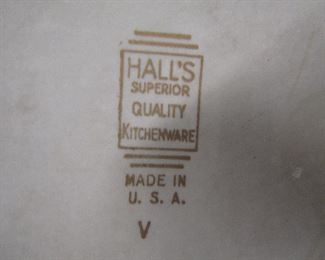 HALL'S
SUPERIOR
QUALITY
KITCHENWARE
MADE IN
U. S. A.
V